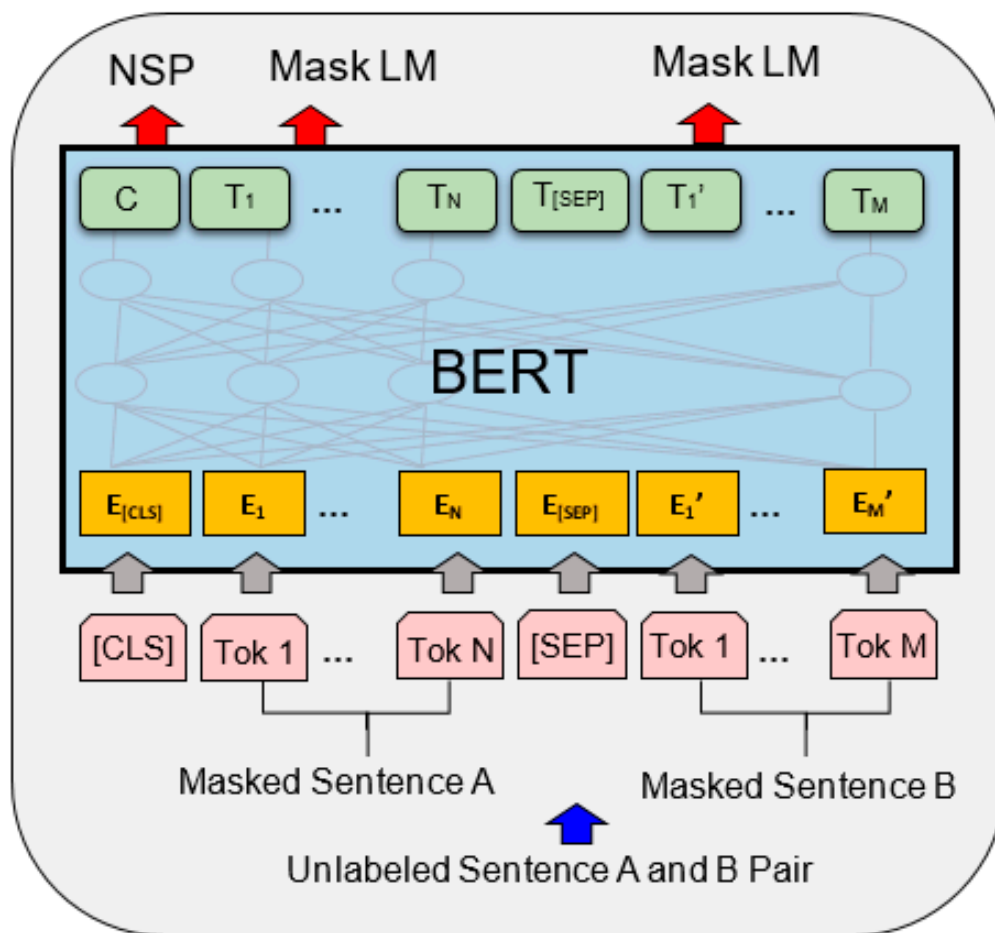 NSP Mask LM Mask LM
C T1 ... TN T[SEP] T1' ... TM
BERT
E[CLS] E1 ... EN E[SEP] E1' ... EM'
[CLS] Tok 1 ... Tok N [SEP] Tok 1 ... Tok M
Masked Sentence A Masked Sentence B
Unlabeled Sentence A and B Pair